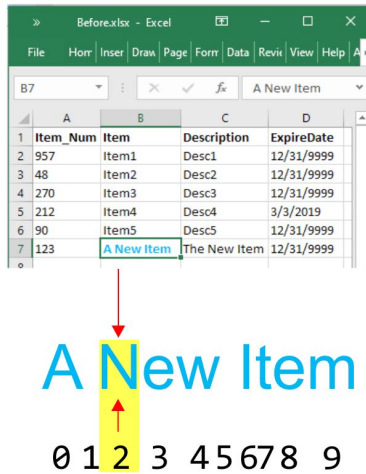 » Before.xlsx - Excel
File Horr Inser Draw Page Form Data Revie View Help A
B7 fx A New Item
A B C D
1 Item_Num Item Description ExpireDate
2 957 Item1 Desc1 12/31/9999
3 48 Item2 Desc2 12/31/9999
4 270 Item3 Desc3 12/31/9999
5 212 Item4 Desc4 3/3/2019
6 90 Item5 Desc5 12/31/9999
7 123 A New Item The New Item 12/31/9999
A New Item
0 1 2 3 4 5 6 7 8 9